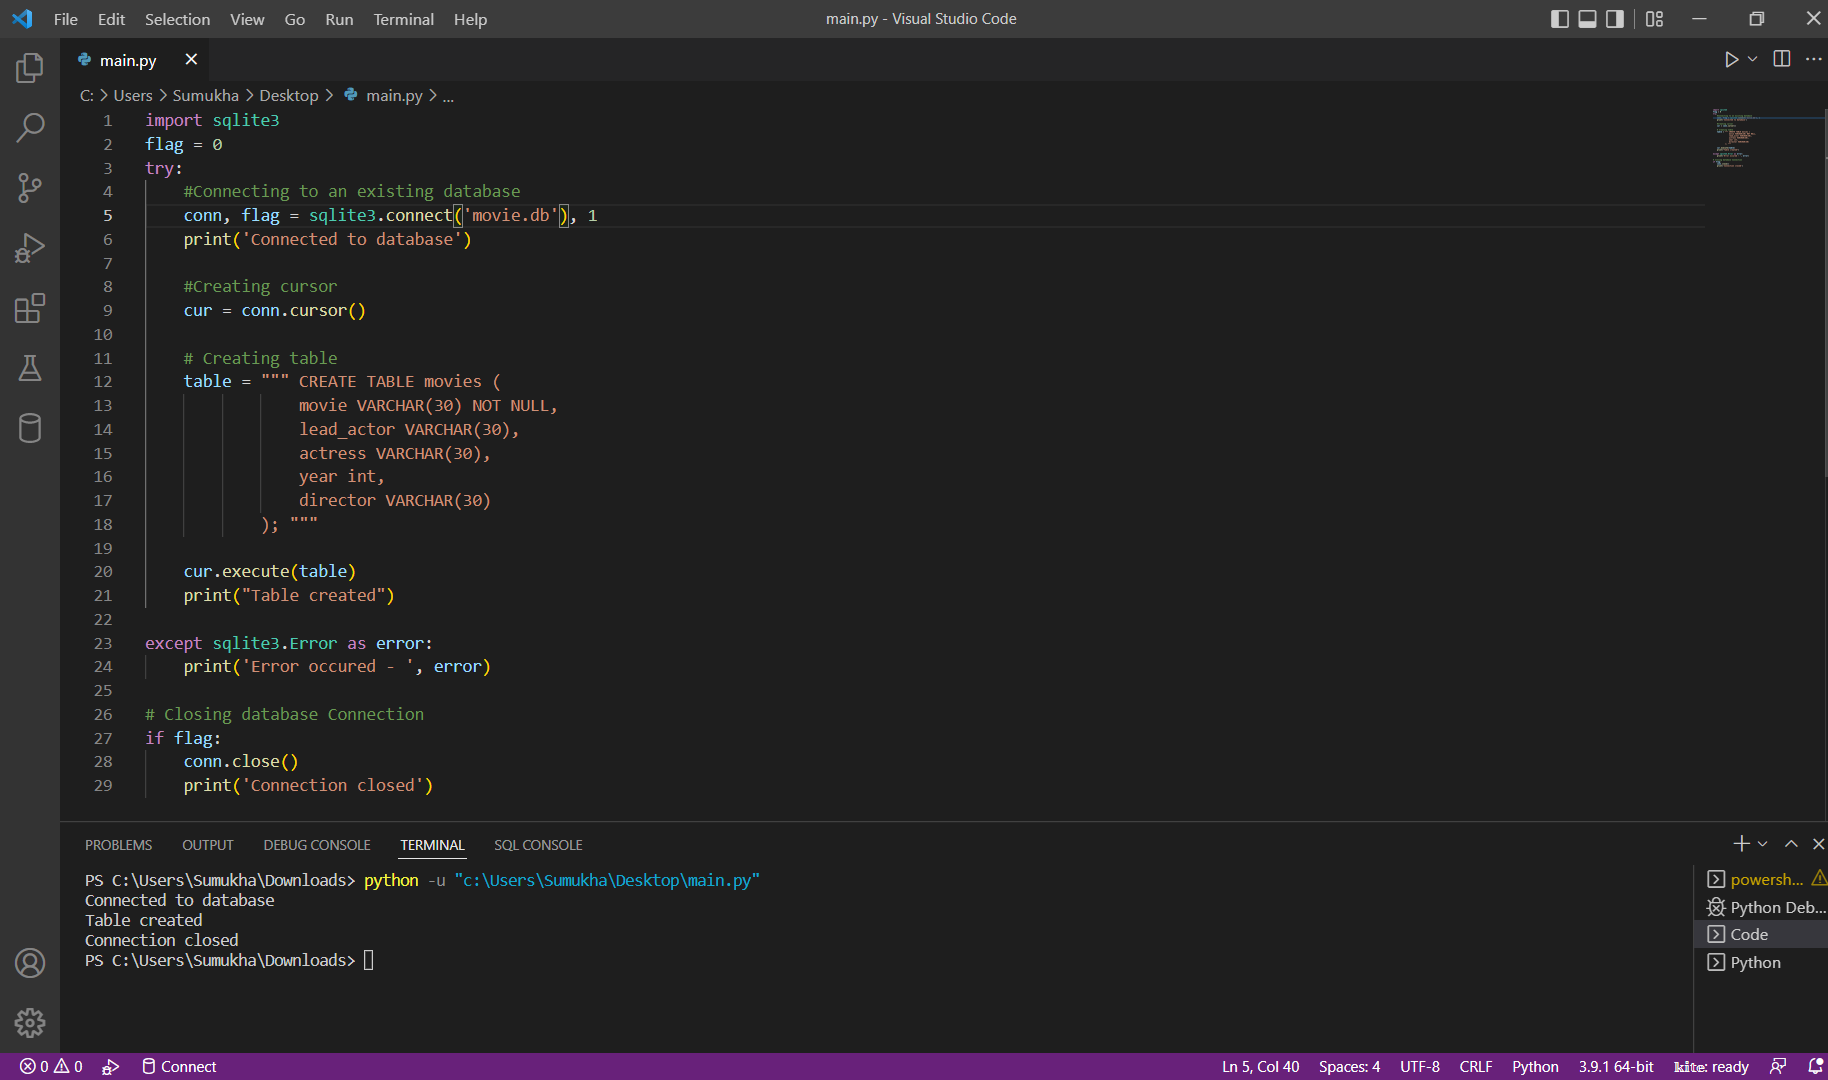 File Edit Selection View Go Run Terminal Help
main.py - Visual Studio Code
main.py
C: > Users > Sumukha > Desktop > main.py > ...
1 import sqlite3
2 flag = 0
3 try:
4     #Connecting to an existing database
5     conn, flag = sqlite3.connect('movie.db'), 1
6     print('Connected to database')
7
8     #Creating cursor
9     cur = conn.cursor()
10
11     # Creating table
12     table = """ CREATE TABLE movies (
13                 movie VARCHAR(30) NOT NULL,
14                 lead_actor VARCHAR(30),
15                 actress VARCHAR(30),
16                 year int,
17                 director VARCHAR(30)
18             ); """
19
20     cur.execute(table)
21     print("Table created")
22
23 except sqlite3.Error as error:
24     print('Error occured - ', error)
25
26 # Closing database Connection
27 if flag:
28     conn.close()
29     print('Connection closed')
PROBLEMS OUTPUT DEBUG CONSOLE TERMINAL SQL CONSOLE
PS C:\Users\Sumukha\Downloads> python -u "c:\Users\Sumukha\Desktop\main.py"
Connected to database
Table created
Connection closed
PS C:\Users\Sumukha\Downloads>
powersh...
Python Deb...
Code
Python
0 0 Connect
Ln 5, Col 40 Spaces: 4 UTF-8 CRLF Python 3.9.1 64-bit kite: ready